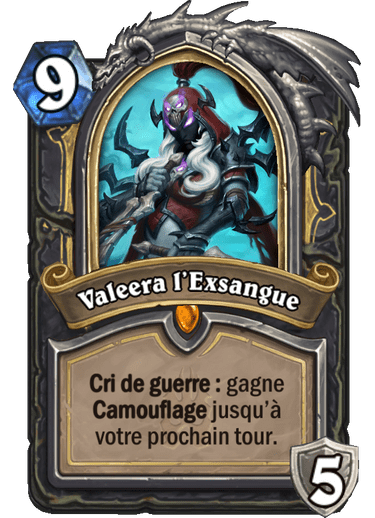 9
Valeera l'Exsangue
Cri de guerre : gagne
Camouflage jusqu'à
votre prochain tour.
5